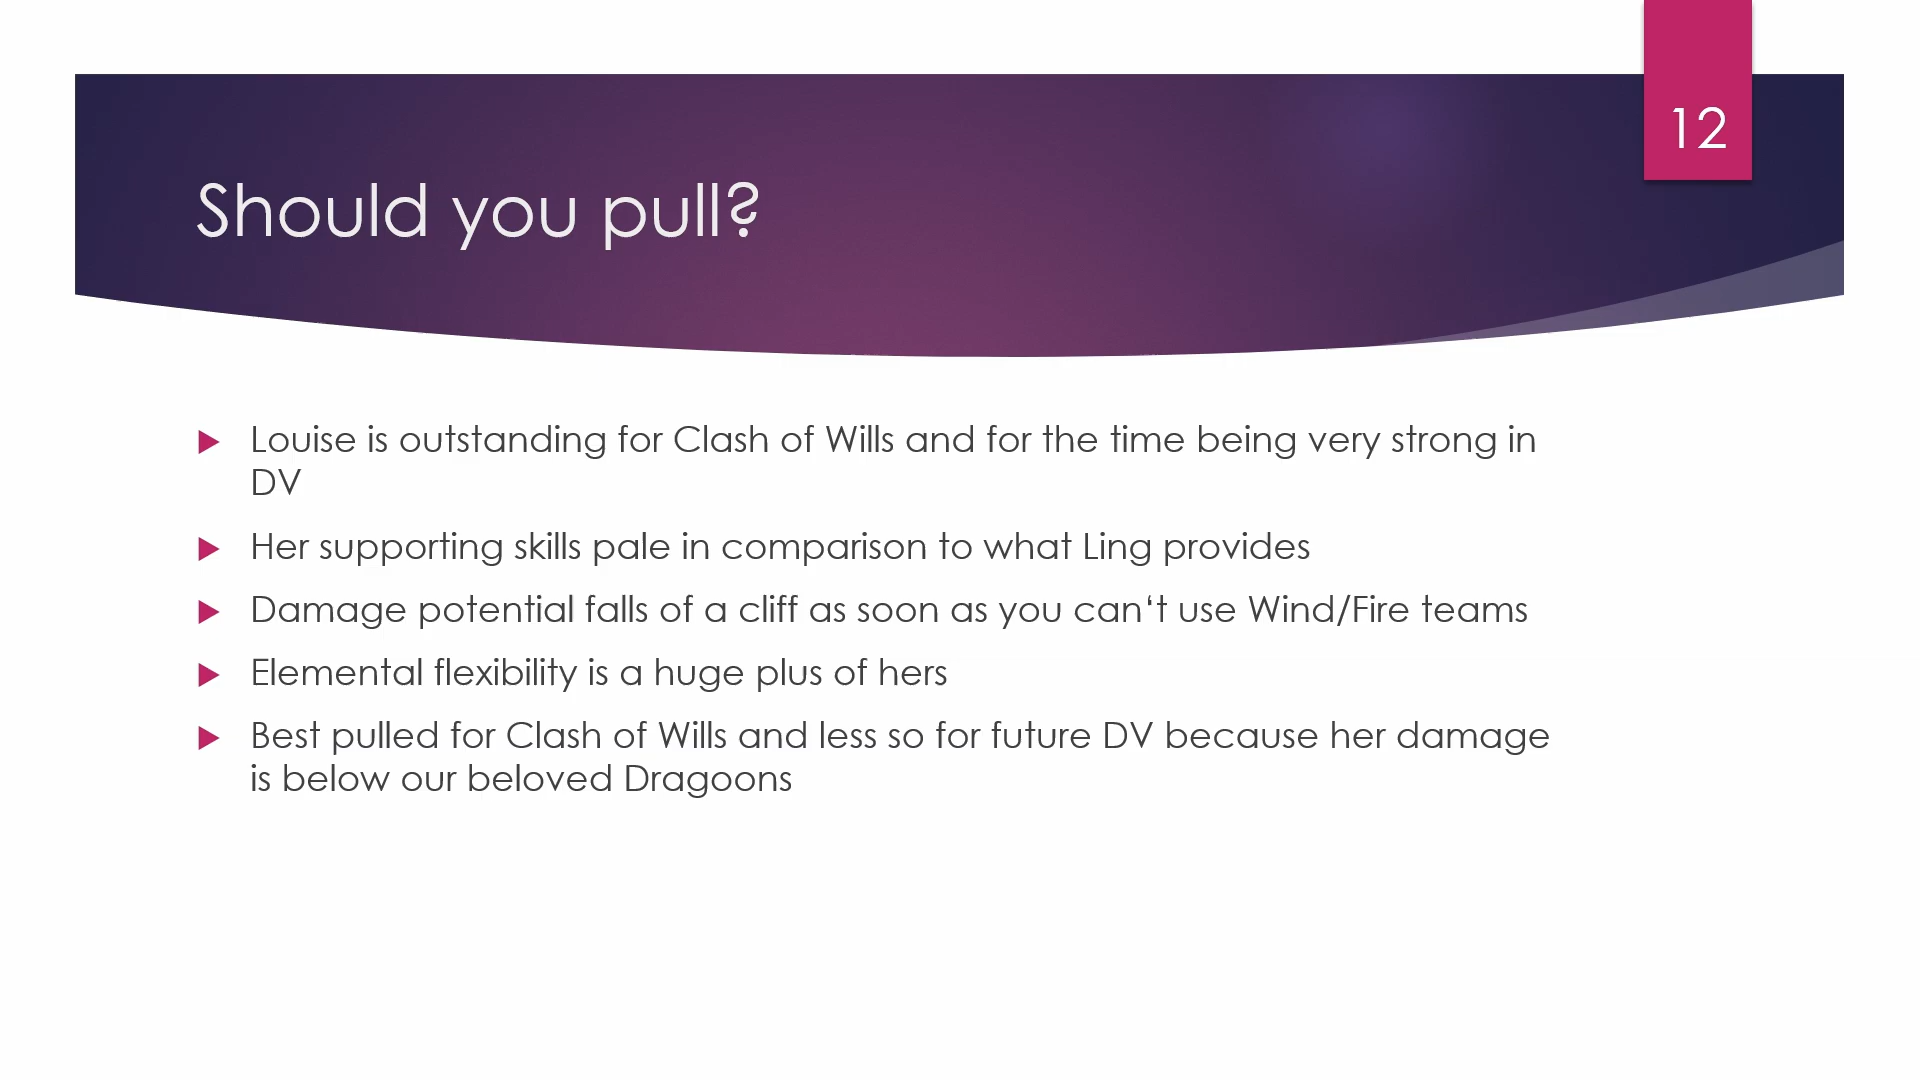 12
Should you pull?
Louise is outstanding for Clash of Wills and for the time being very strong in
DV
Her supporting skills pale in comparison to what Ling provides
Damage potential falls of a cliff as soon as you can‘t use Wind/Fire teams
Elemental flexibility is a huge plus of hers
Best pulled for Clash of Wills and less so for future DV because her damage
is below our beloved Dragoons